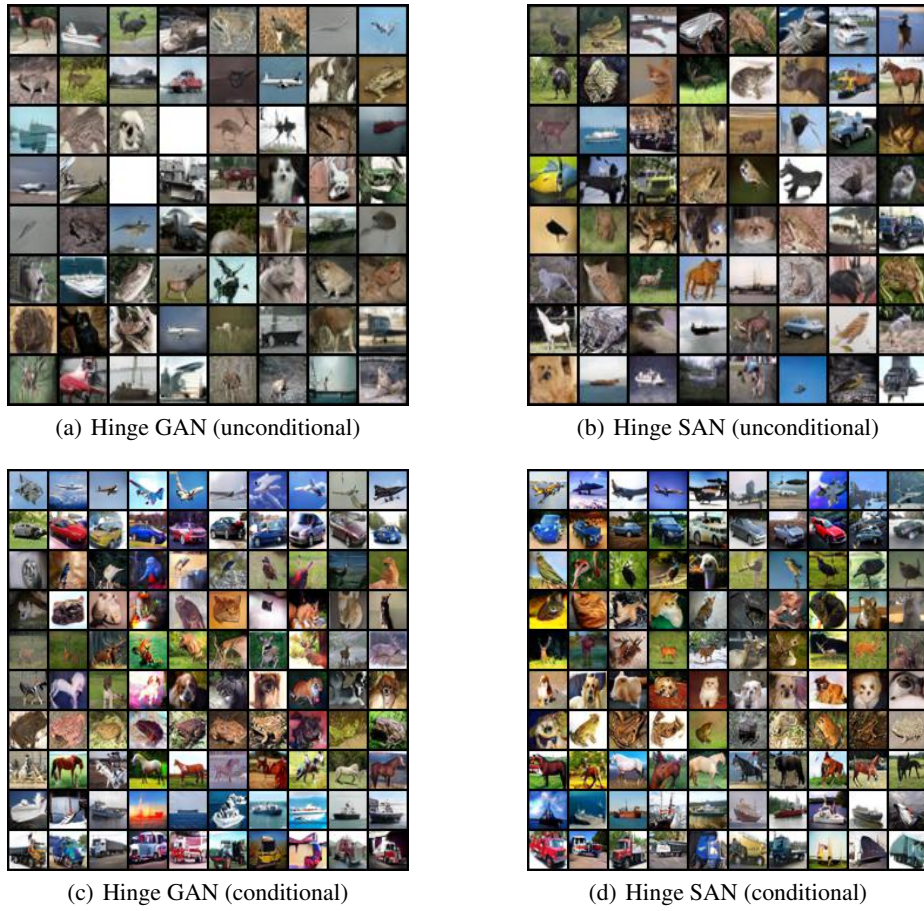 (a) Hinge GAN (unconditional)
(b) Hinge SAN (unconditional)
(c) Hinge GAN (conditional)
(d) Hinge SAN (conditional)